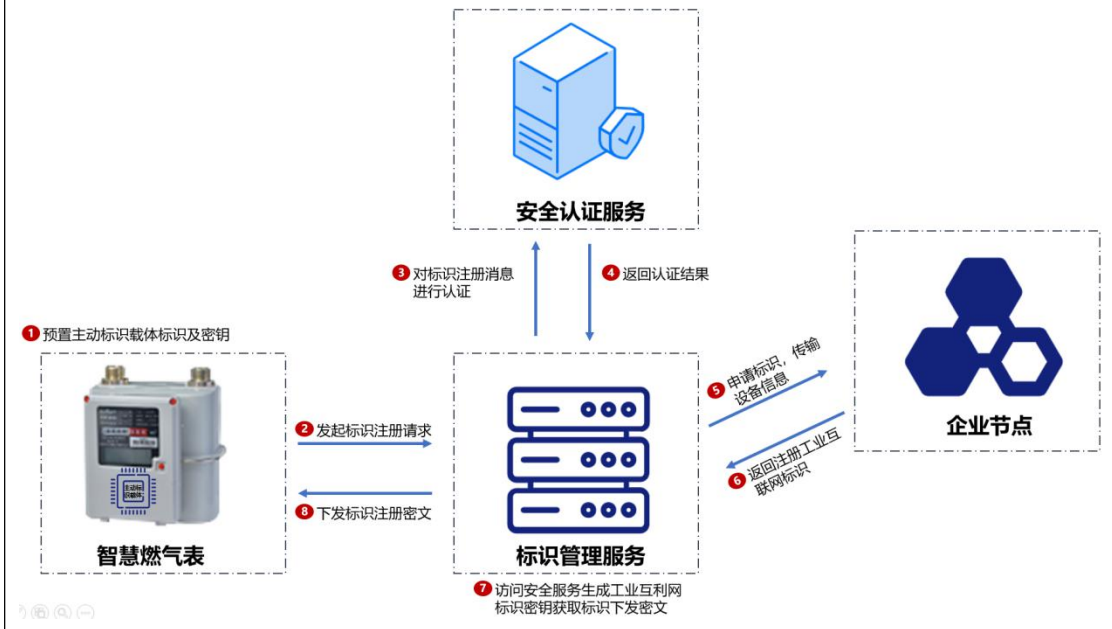 安全认证服务
3 对标识注册消息
进行认证
4 返回认证结果
1 预置主动标识载体标识及密钥
5 申请标识，传输
设备信息
企业节点
2 发起标识注册请求
6 返回注册工业互
联网标识
主动标
识载体
8 下发标识注册密文
智慧燃气表
标识管理服务
7 访问安全服务生成工业互利网
标识密钥获取标识下发密文